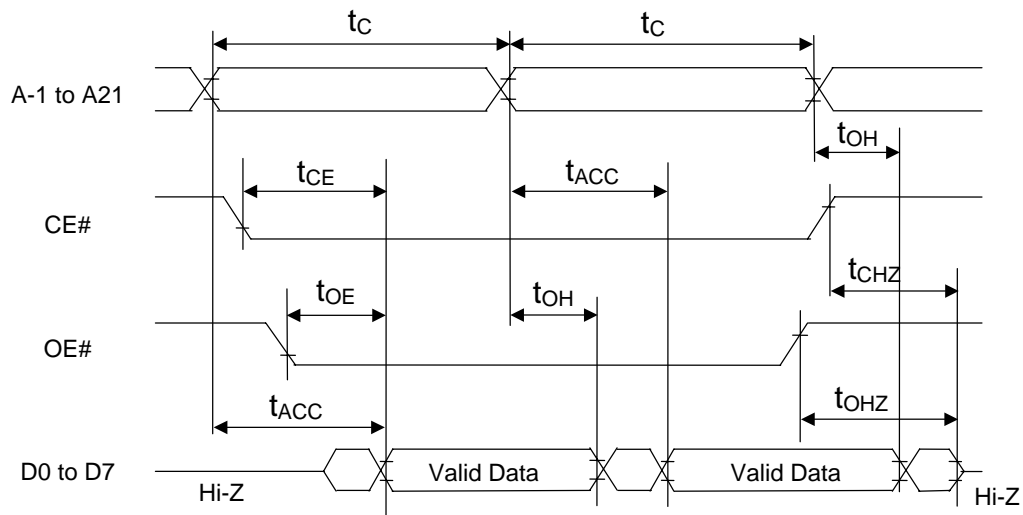 tC tC
A-1 to A21
tOH
tCE tACC
CE#
tCHZ
tOE tOH
OE#
tOHZ
tACC
D0 to D7 Valid Data Valid Data
Hi-Z Hi-Z